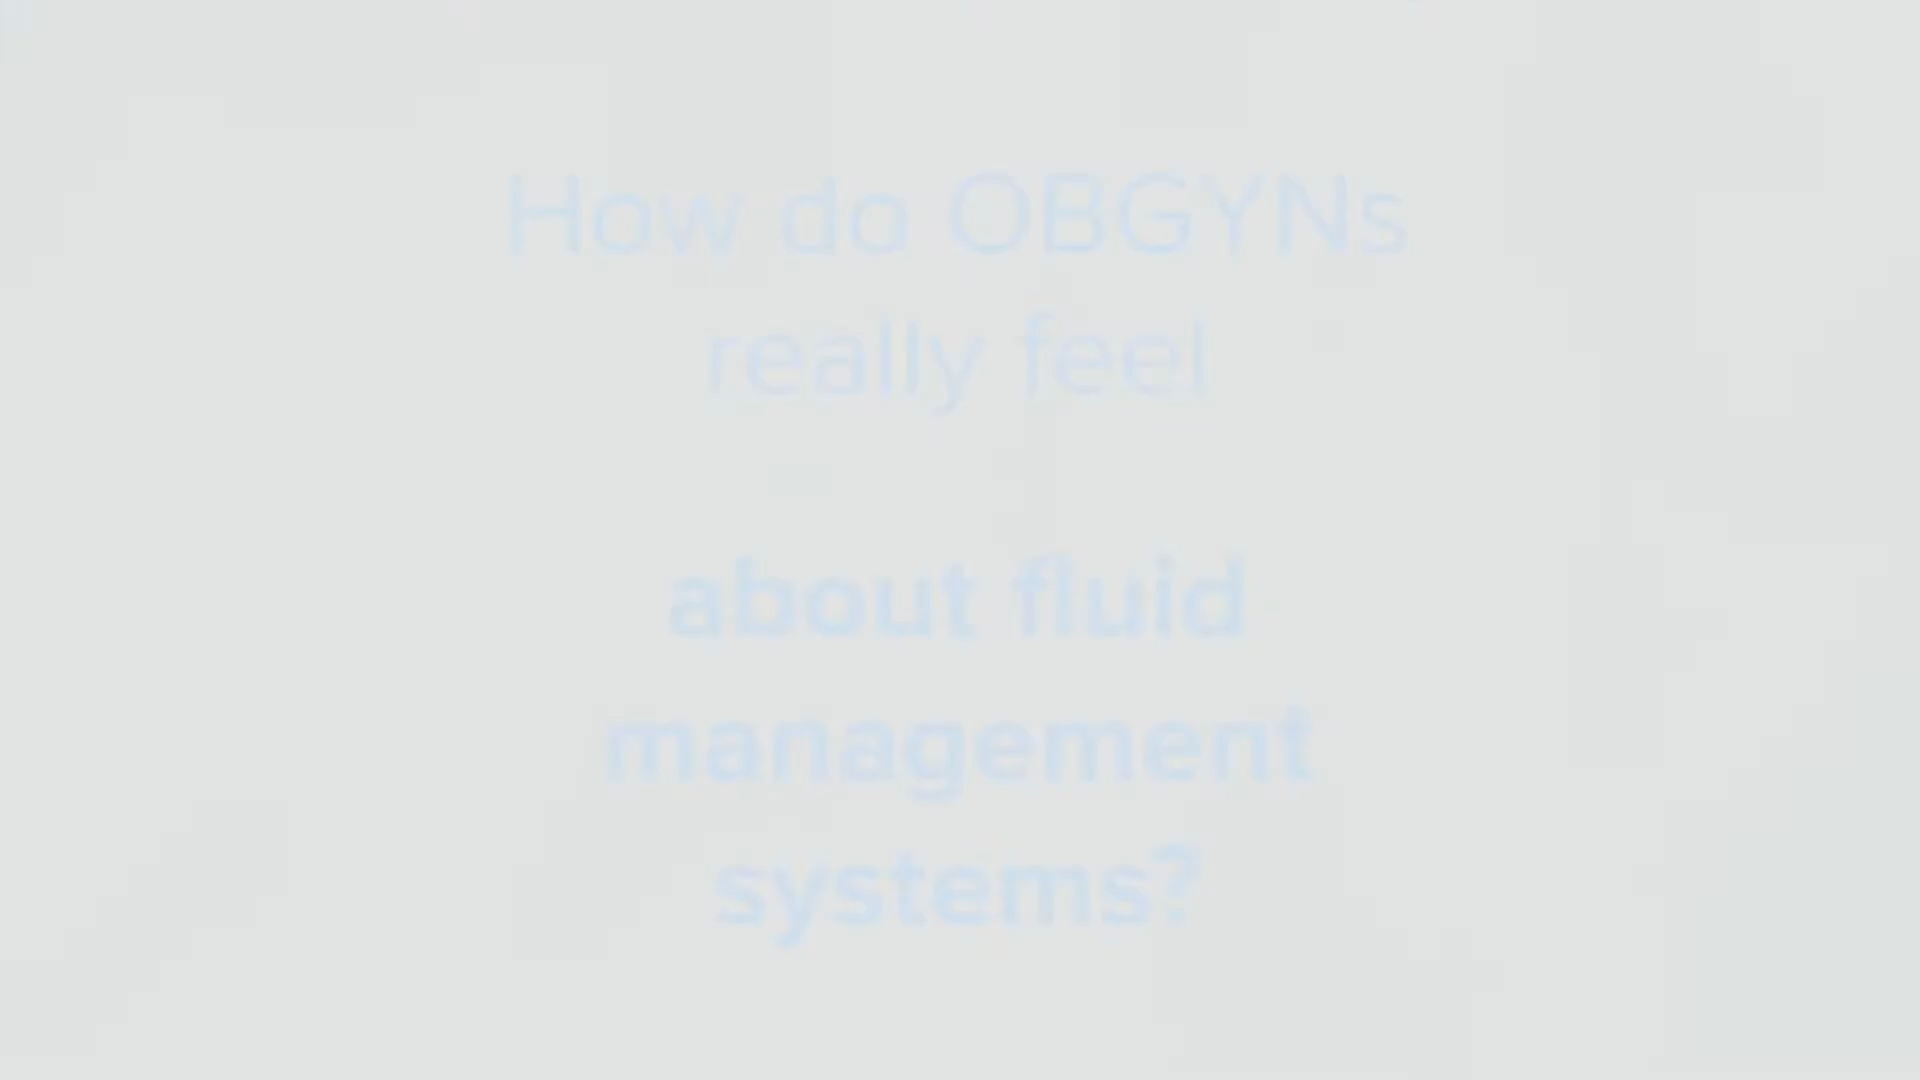 How do OBGYNs
really feel
about fluid
management
systems?